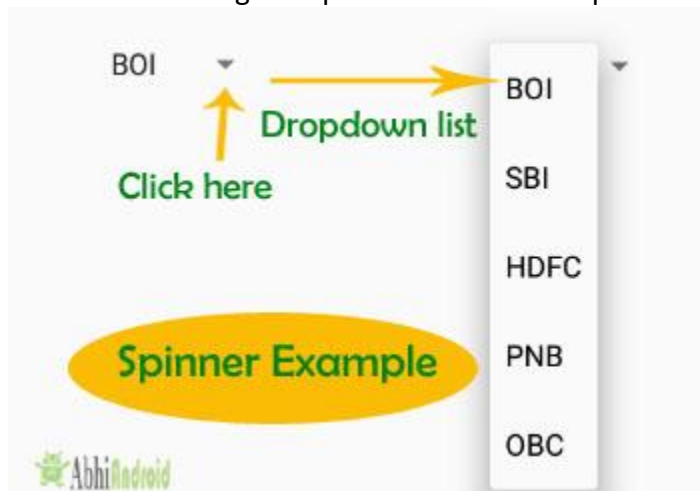 BOI
Dropdown list
Click here
Spinner Example
BOI
SBI
HDFC
PNB
OBC
AbhiAndroid